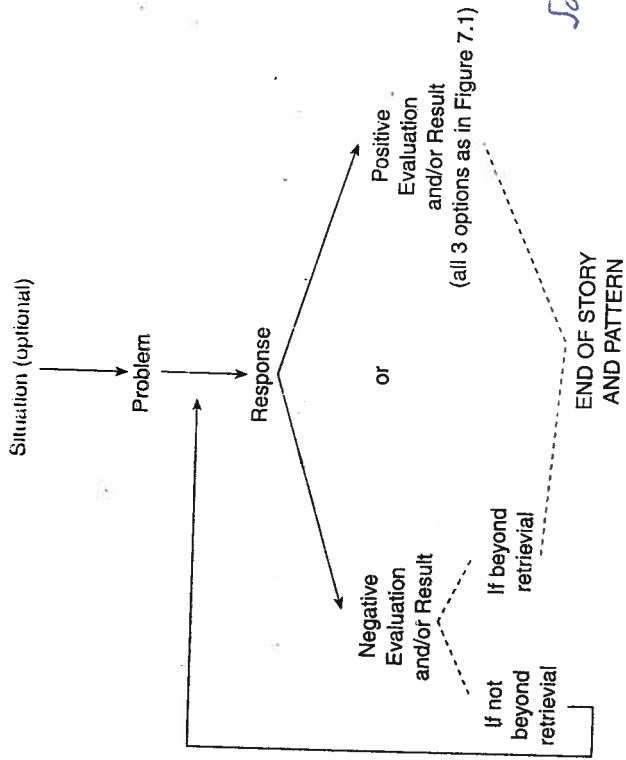 Situation (optional)
Problem
Response
Negative
Evaluation
and/or Result
or
Positive
Evaluation
and/or Result
(all 3 options as in Figure 7.1)
If not
beyond
retrievial
If beyond
retrievial
END OF STORY
AND PATTERN